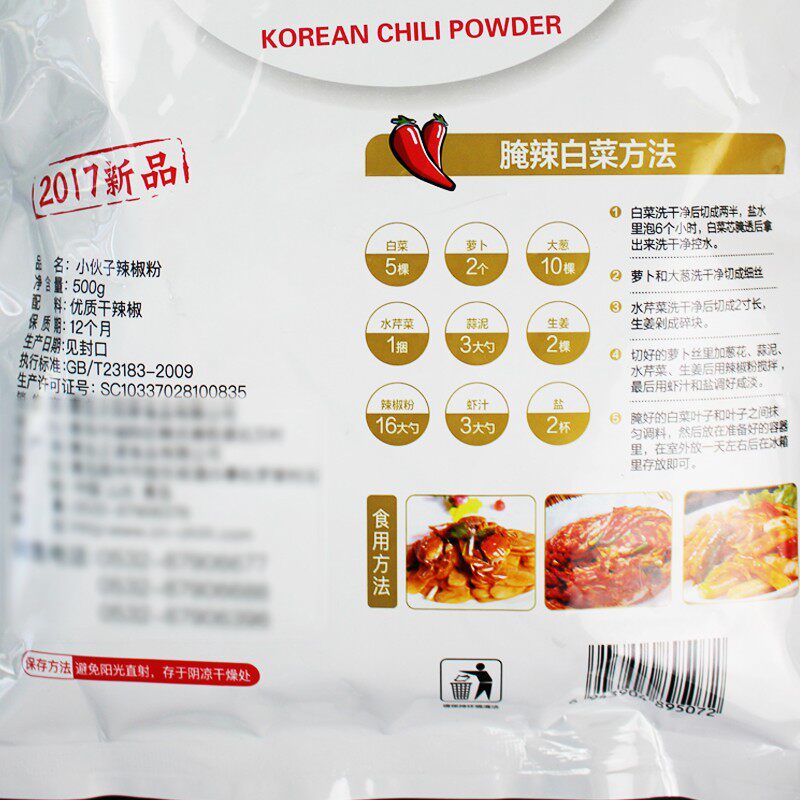 KOREAN CHILI POWDER
2017新品
品 名：小伙子辣椒粉
净含量：500g
配 料：优质干辣椒
保质期：12个月
生产日期：见封口
执行标准：GB/T23183-2009
生产许可证号：SC10337028100835
保存方法 避免阳光直射，存于阴凉干燥处
腌辣白菜方法
白菜 萝卜 大葱
5棵 2个 10棵
水芹菜 蒜泥 生姜
1捆 3大勺 2棵
辣椒粉 虾汁 盐
16大勺 3大勺 2杯
1 白菜洗干净后切成两半，盐水
里泡6个小时，白菜芯腌透后拿
出来洗干净控水。
2 萝卜和大葱洗干净切成细丝
3 水芹菜洗干净后切成2寸长，
生姜剁成碎块。
4 切好的萝卜丝里加葱花、蒜泥、
水芹菜、生姜后用辣椒粉搅拌，
最后用虾汁和盐调好咸淡。
5 腌好的白菜叶子和叶子之间抹
匀调料，然后放在准备好的容器
里，在室外放一天左右后在冰箱
里存放即可。
食用方法
895072